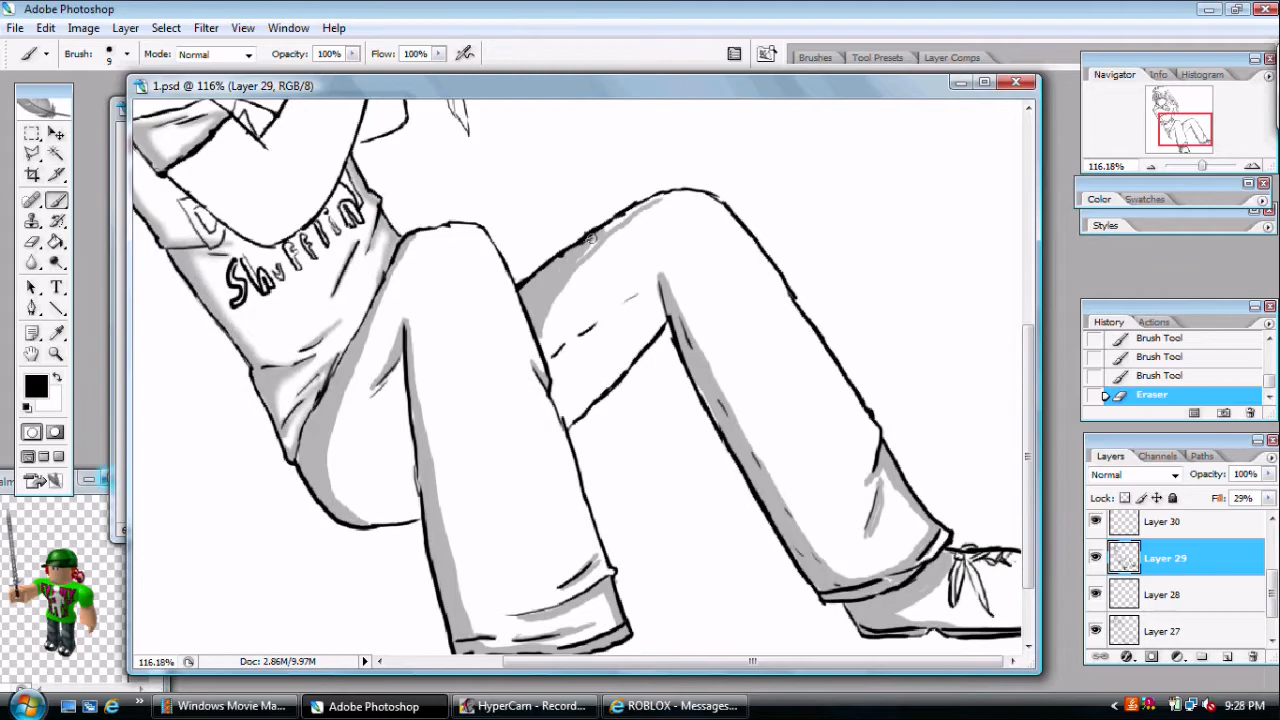 Adobe Photoshop
File Edit Image Layer Select Filter View Window Help
Brush: 9 Mode: Normal Opacity: 100% Flow: 100% Brushes Tool Presets Layer Comps
1.psd @ 116% (Layer 29, RGB/8)
Navigator Info Histogram
116.18%
Color Swatches
Styles
Shufflin
History Actions
Brush Tool
Brush Tool
Brush Tool
Eraser
Layers Channels Paths
Normal Opacity: 100%
Lock: Fill: 29%
Layer 30
Layer 29
Layer 28
Layer 27
116.18% Doc: 2.86M/9.97M
Windows Movie Ma... Adobe Photoshop HyperCam - Record... ROBLOX - Messages... 9:28 PM